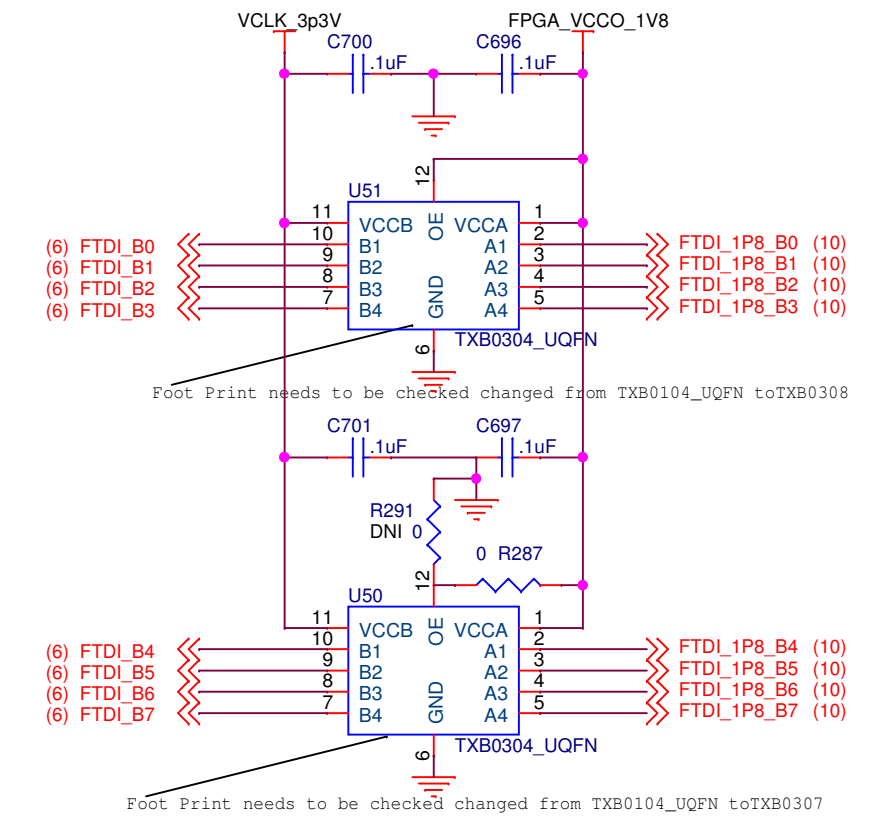 VCLK_3p3V FPGA_VCCO_1V8
C700 C696
.1uF .1uF
12
U51
11 VCCB OE VCCA 1
(6) FTDI_B0 10 B1 A1 2 FTDI_1P8_B0 (10)
(6) FTDI_B1 9 B2 A2 3 FTDI_1P8_B1 (10)
(6) FTDI_B2 8 B3 GND A3 4 FTDI_1P8_B2 (10)
(6) FTDI_B3 7 B4 A4 5 FTDI_1P8_B3 (10)
6 TXB0304_UQFN
Foot Print needs to be checked changed from TXB0104_UQFN toTXB0308
C701 C697
.1uF .1uF
R291
DNI 0
0 R287
12
U50
11 VCCB OE VCCA 1
(6) FTDI_B4 10 B1 A1 2 FTDI_1P8_B4 (10)
(6) FTDI_B5 9 B2 A2 3 FTDI_1P8_B5 (10)
(6) FTDI_B6 8 B3 GND A3 4 FTDI_1P8_B6 (10)
(6) FTDI_B7 7 B4 A4 5 FTDI_1P8_B7 (10)
6 TXB0304_UQFN
Foot Print needs to be checked changed from TXB0104_UQFN toTXB0307